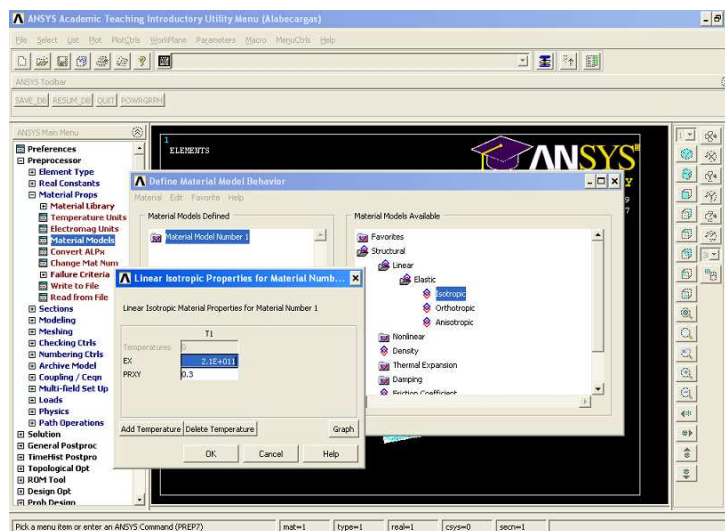 ANSYS Academic Teaching Introductory Utility Menu (Alabecargas)
File Select List Plot PlotCtrls WorkPlane Parameters Macro MenuCtrls Help
ANSYS Toolbar
SAVE_DB RESUM_DB QUIT POWRGRPH
ANSYS Main Menu
Preferences
Preprocessor
Element Type
Real Constants
Material Props
Material Library
Temperature Units
Electromag Units
Material Models
Convert ALPx
Change Mat Num
Failure Criteria
Write to File
Read from File
Sections
Modeling
Meshing
Checking Ctrls
Numbering Ctrls
Archive Model
Coupling / Ceqn
Multi-field Set Up
Loads
Physics
Path Operations
Solution
General Postproc
TimeHist Postpro
Topological Opt
ROM Tool
Design Opt
Prob Design
1
ELEMENTS
ANSYS
Define Material Model Behavior
Material Edit Favorite Help
Material Models Defined
Material Model Number 1
Material Models Available
Favorites
Structural
Linear
Elastic
Isotropic
Orthotropic
Anisotropic
Nonlinear
Density
Thermal Expansion
Damping
Friction Coefficient
Linear Isotropic Properties for Material Numb...
Linear Isotropic Material Properties for Material Number 1
T1
Temperatures 0
EX 2.1E+011
PRXY 0.3
Add Temperature Delete Temperature Graph
OK Cancel Help
Pick a menu item or enter an ANSYS Command (PREP7) mat=1 type=1 real=1 csys=0 secn=1